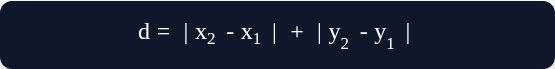 d = | x₂ - x₁ | + | y₂ - y₁ |